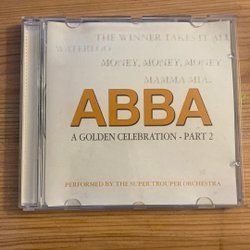 THE WINNER TAKES IT ALL
WATERLOO
MONEY, MONEY, MONEY
MAMMA MIA
ABBA
A GOLDEN CELEBRATION - PART 2
PERFORMED BY THE SUPER TROUPER ORCHESTRA